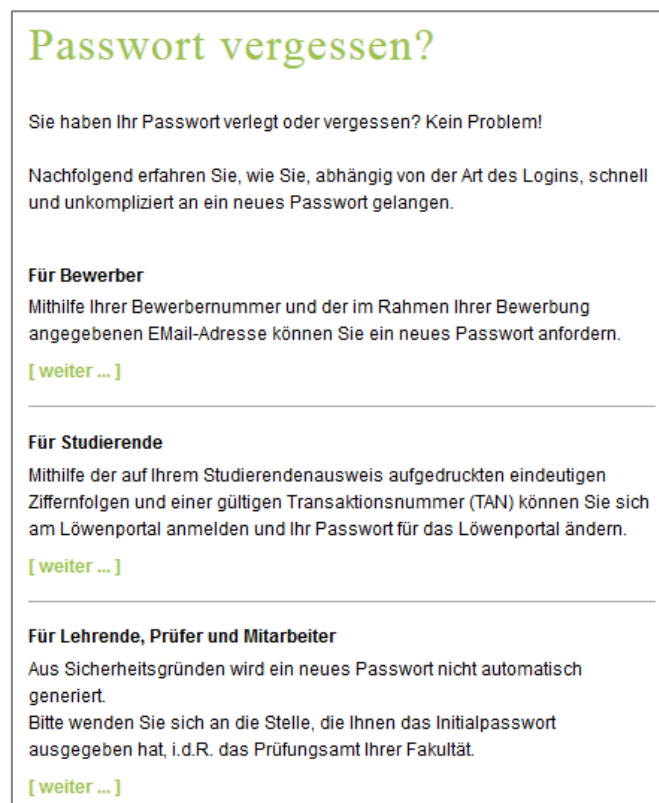 Passwort vergessen?
Sie haben Ihr Passwort verlegt oder vergessen? Kein Problem!
Nachfolgend erfahren Sie, wie Sie, abhängig von der Art des Logins, schnell
und unkompliziert an ein neues Passwort gelangen.
Für Bewerber
Mithilfe Ihrer Bewerbernummer und der im Rahmen Ihrer Bewerbung
angegebenen EMail-Adresse können Sie ein neues Passwort anfordern.
[ weiter ... ]
Für Studierende
Mithilfe der auf Ihrem Studierendenausweis aufgedruckten eindeutigen
Ziffernfolgen und einer gültigen Transaktionsnummer (TAN) können Sie sich
am Löwenportal anmelden und Ihr Passwort für das Löwenportal ändern.
[ weiter ... ]
Für Lehrende, Prüfer und Mitarbeiter
Aus Sicherheitsgründen wird ein neues Passwort nicht automatisch
generiert.
Bitte wenden Sie sich an die Stelle, die Ihnen das Initialpasswort
ausgegeben hat, i.d.R. das Prüfungsamt Ihrer Fakultät.
[ weiter ... ]